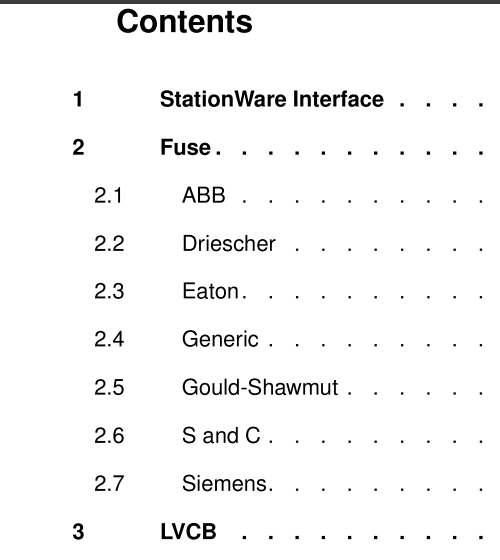 Contents
1 StationWare Interface . . . .
2 Fuse . . . . . . . . . . .
2.1 ABB . . . . . . . . . .
2.2 Driescher . . . . . . . .
2.3 Eaton . . . . . . . . . .
2.4 Generic . . . . . . . . .
2.5 Gould-Shawmut . . . . . .
2.6 S and C . . . . . . . . .
2.7 Siemens . . . . . . . . .
3 LVCB . . . . . . . . . .